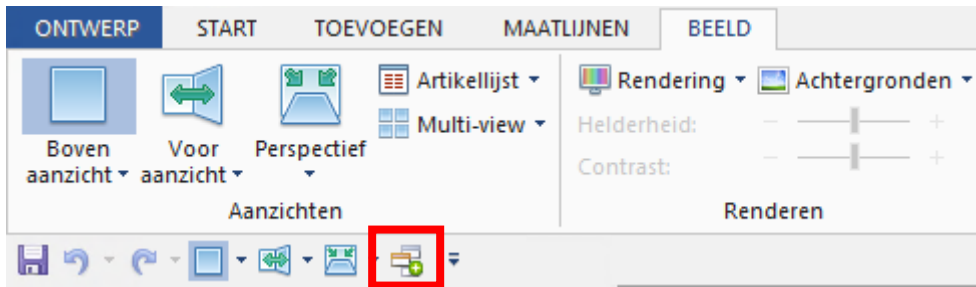 ONTWERP START TOEVOEGEN MAATLIJNEN BEELD
Boven aanzicht
Voor aanzicht
Perspectief
Artikellijst
Multi-view
Aanzichten
Rendering Achtergronden
Helderheid: − +
Contrast: − +
Renderen